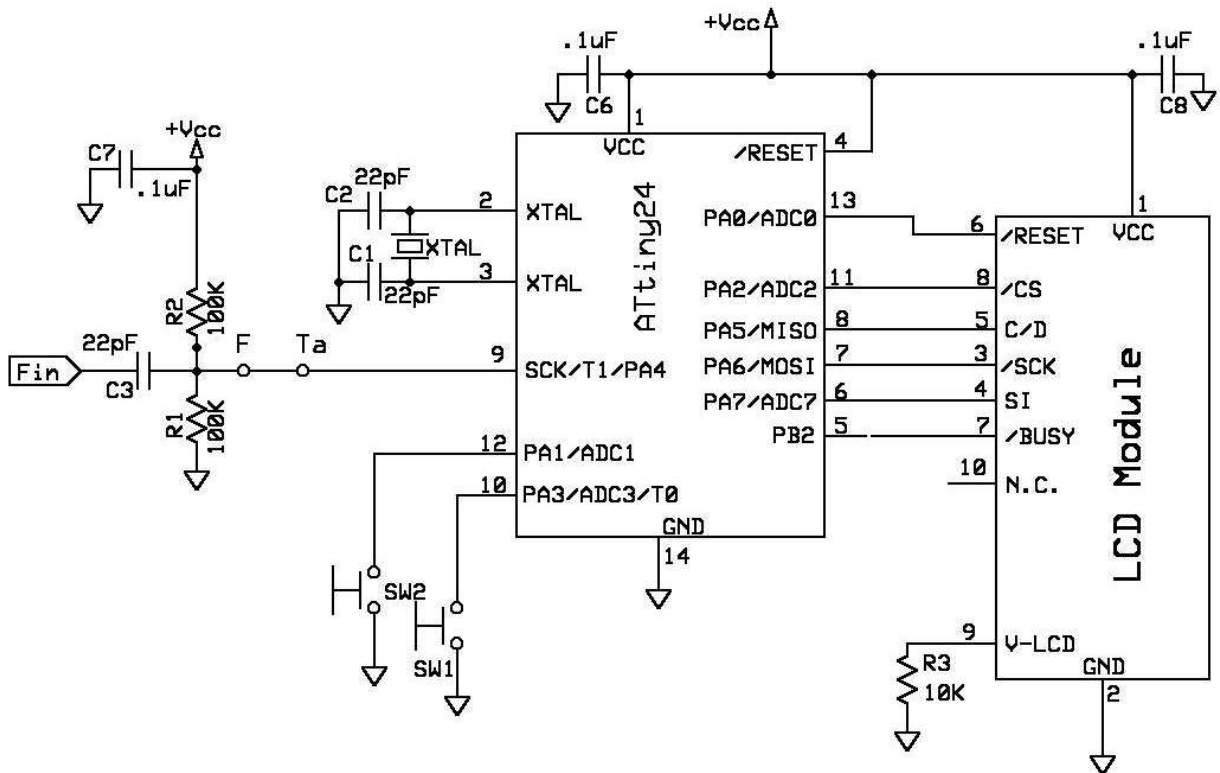 +Vcc
.1uF
C6
.1uF
C8
+Vcc
C7
.1uF
R2
100K
22pF
C3
Fin
F
Ta
R1
100K
C2
22pF
XTAL
C1
22pF
1
VCC
2 XTAL
3 XTAL
9 SCK/T1/PA4
12 PA1/ADC1
10 PA3/ADC3/T0
ATtiny24
/RESET 4
PA0/ADC0 13
PA2/ADC2 11
PA5/MISO 8
PA6/MOSI 7
PA7/ADC7 6
PB2 5
GND
14
SW2
SW1
1
VCC
6 /RESET
8 /CS
5 C/D
3 /SCK
4 SI
7 /BUSY
10 N.C.
LCD Module
9 V-LCD
GND
2
R3
10K